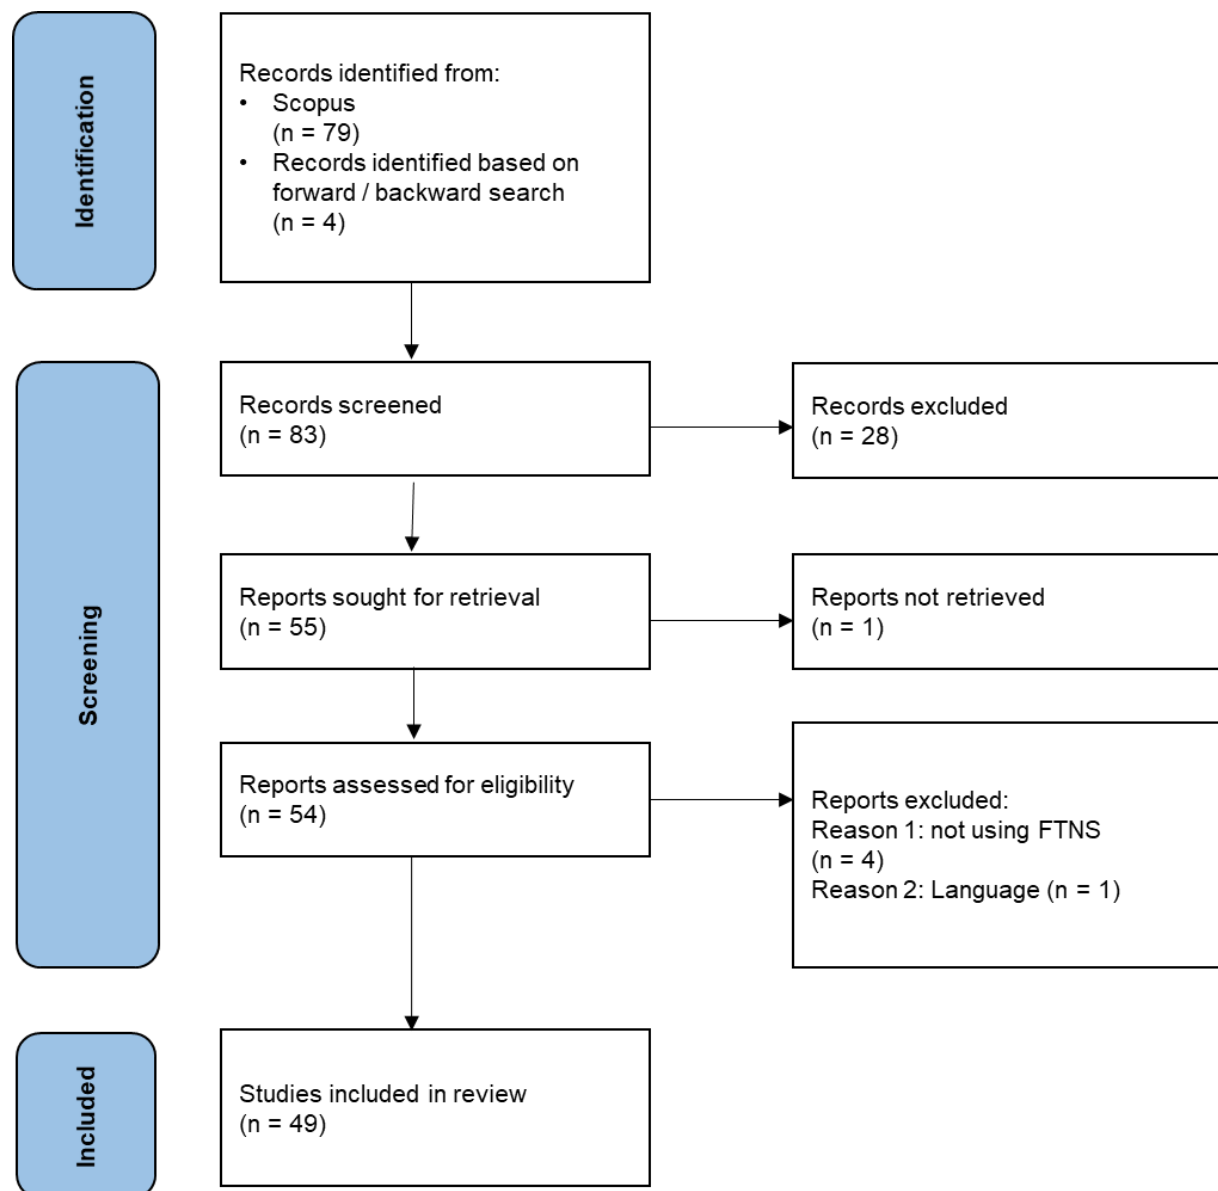 Identification
Records identified from:
• Scopus
(n = 79)
• Records identified based on
forward / backward search
(n = 4)
Screening
Records screened
(n = 83)
Records excluded
(n = 28)
Reports sought for retrieval
(n = 55)
Reports not retrieved
(n = 1)
Reports assessed for eligibility
(n = 54)
Reports excluded:
Reason 1: not using FTNS
(n = 4)
Reason 2: Language (n = 1)
Included
Studies included in review
(n = 49)